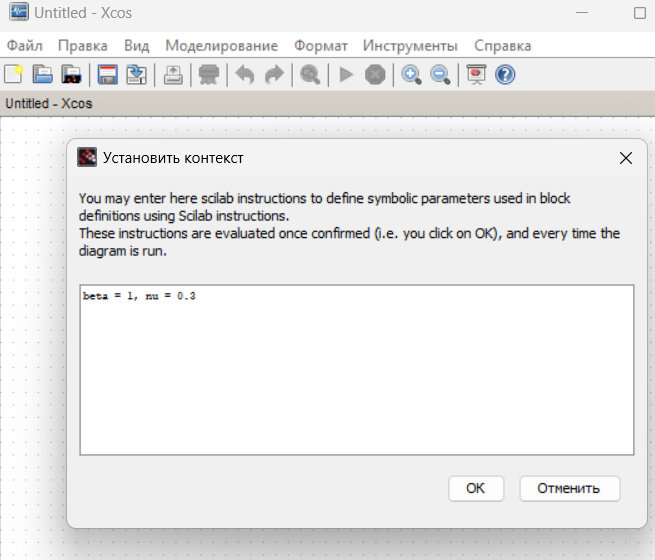 Untitled - Xcos
Файл Правка Вид Моделирование Формат Инструменты Справка
Untitled - Xcos
Установить контекст
You may enter here scilab instructions to define symbolic parameters used in block
definitions using Scilab instructions.
These instructions are evaluated once confirmed (i.e. you click on OK), and every time the
diagram is run.
beta = 1, nu = 0.3
OK Отменить